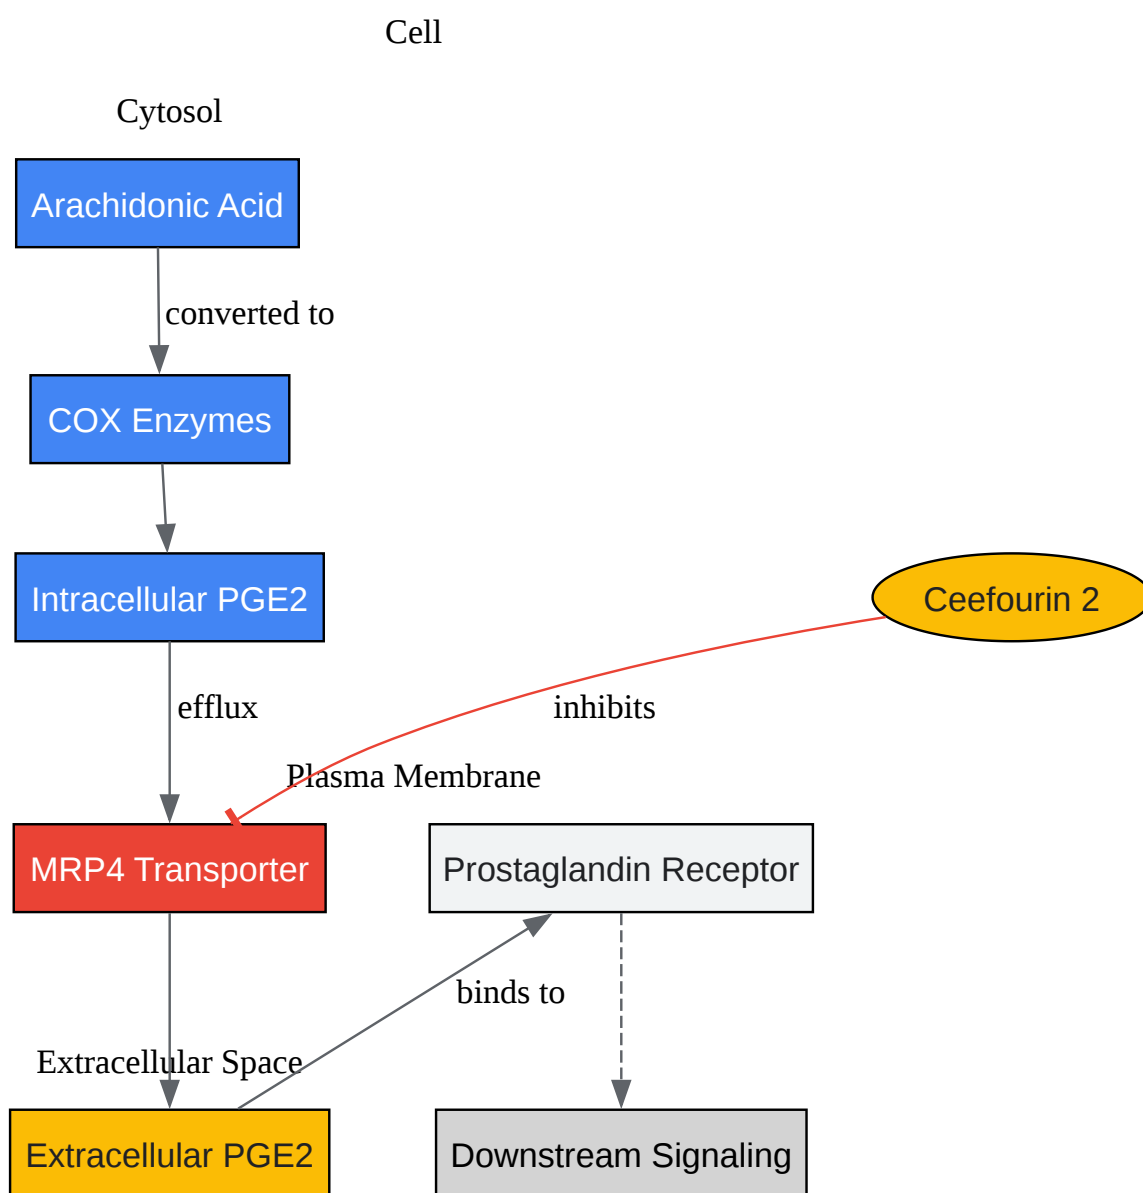 Cell
Cytosol
Arachidonic Acid
converted to
COX Enzymes
Intracellular PGE2
Ceefourin 2
efflux
inhibits
Plasma Membrane
MRP4 Transporter
Prostaglandin Receptor
binds to
Extracellular Space
Extracellular PGE2
Downstream Signaling